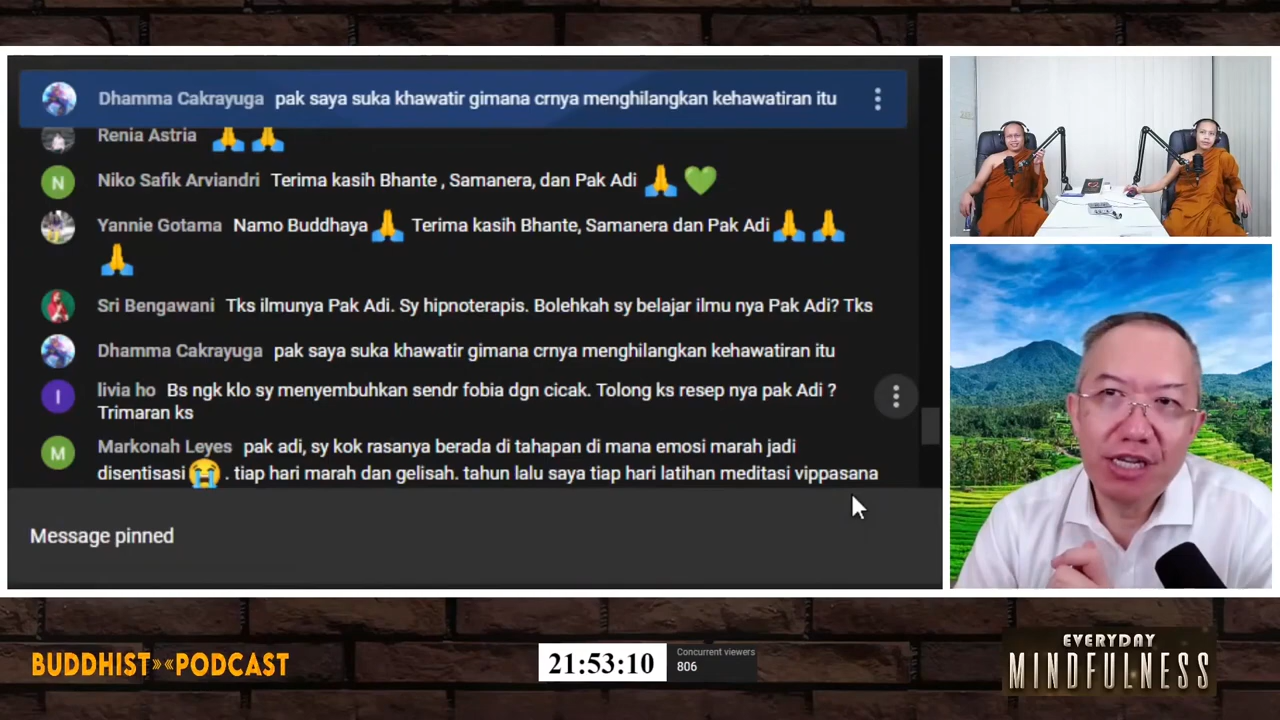 Dhamma Cakrayuga pak saya suka khawatir gimana crnya menghilangkan kehawatiran itu
Renia Astria 🙏🙏
N Niko Safik Arviandri Terima kasih Bhante , Samanera, dan Pak Adi 🙏💚
Yannie Gotama Namo Buddhaya🙏 Terima kasih Bhante, Samanera dan Pak Adi🙏🙏
🙏
Sri Bengawani Tks ilmunya Pak Adi. Sy hipnoterapis. Bolehkah sy belajar ilmu nya Pak Adi? Tks
Dhamma Cakrayuga pak saya suka khawatir gimana crnya menghilangkan kehawatiran itu
l livia ho Bs ngk klo sy menyembuhkan sendr fobia dgn cicak. Tolong ks resep nya pak Adi ?
Trimaran ks
M Markonah Leyes pak adi, sy kok rasanya berada di tahapan di mana emosi marah jadi
disentisasi😭. tiap hari marah dan gelisah. tahun lalu saya tiap hari latihan meditasi vippasana
Message pinned
BUDDHIST»«PODCAST
21:53:10
Concurrent viewers
806
EVERYDAY
MINDFULNESS